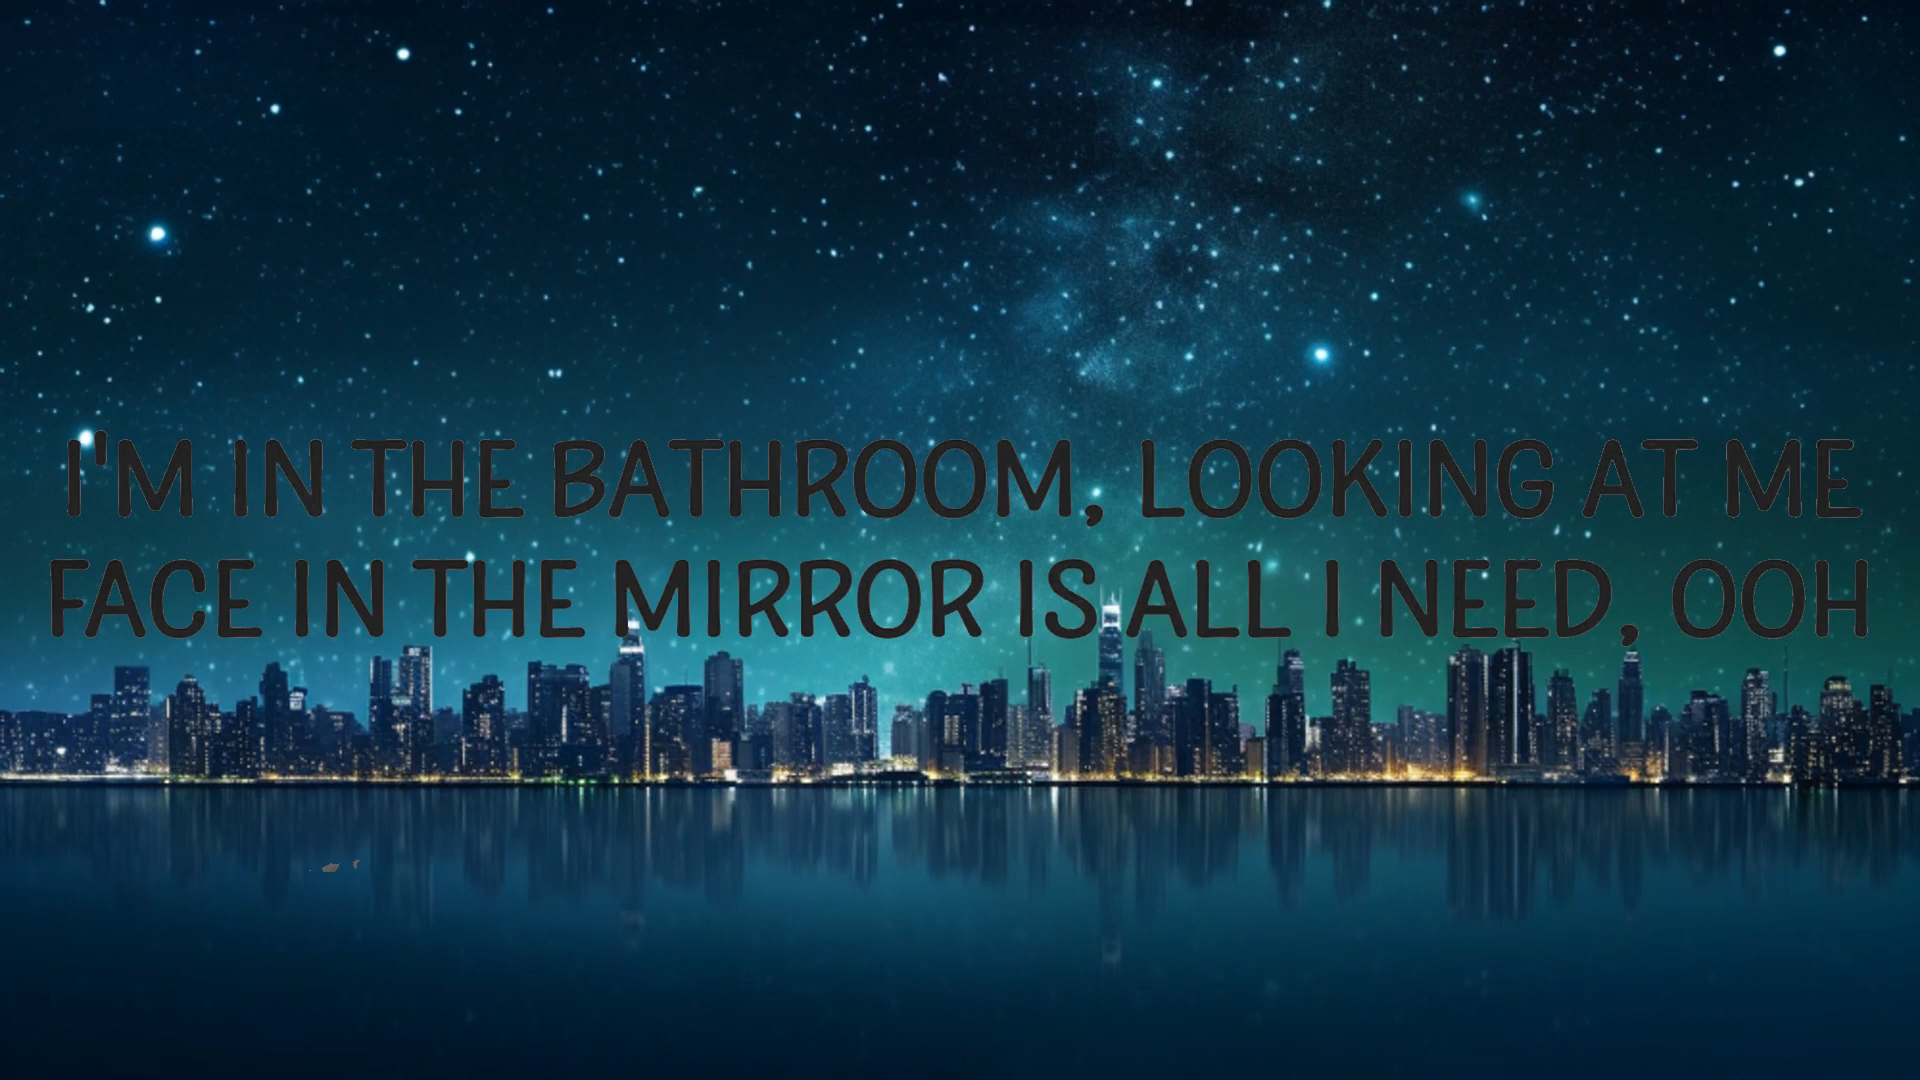 I'M IN THE BATHROOM, LOOKING AT ME
FACE IN THE MIRROR IS ALL I NEED, OOH